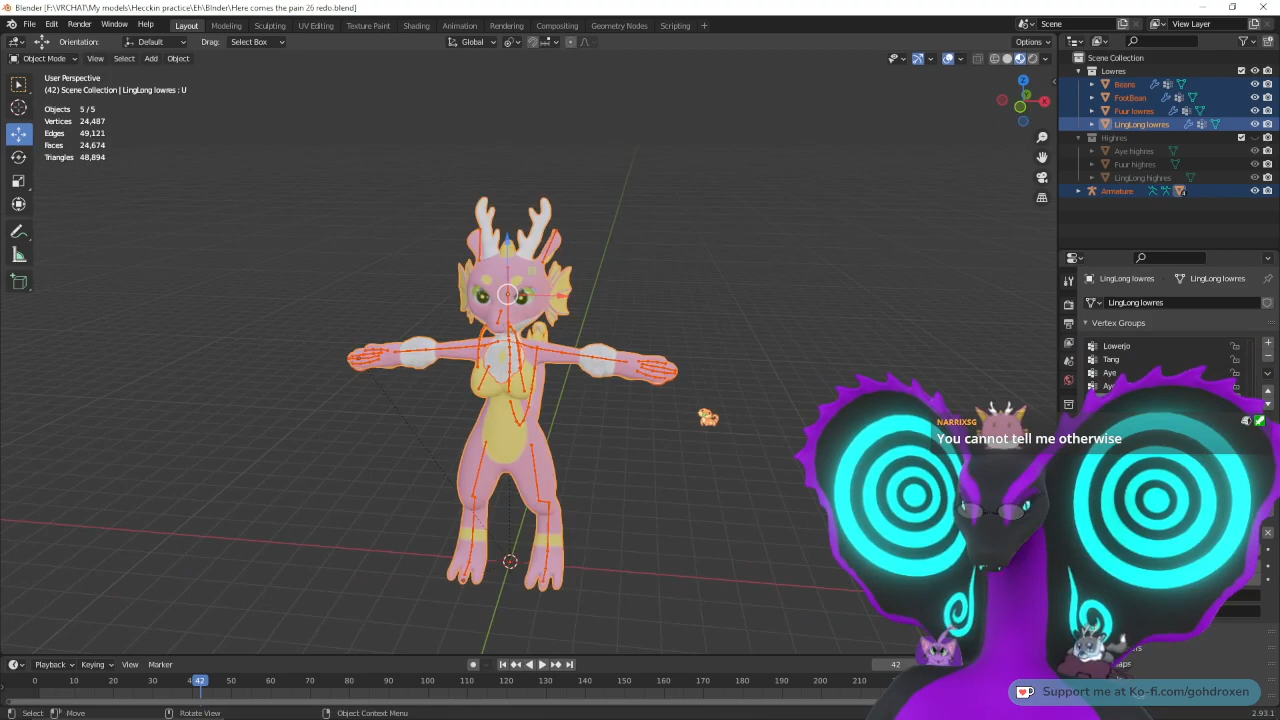 Blender [F:\VRCHAT\My models\Hecckin practice\EH\Blnder\Here comes the pain 26 redo.blend]
File Edit Render Window Help Layout Modeling Sculpting UV Editing Texture Paint Shading Animation Rendering Compositing Geometry Nodes Scripting + Scene View Layer
Orientation: Default Drag: Select Box Global Options
Object Mode View Select Add Object
Scene Collection
User Perspective
(42) Scene Collection | LingLong lowres : U
Objects 5/5
Vertices 24,487
Edges 49,121
Faces 24,674
Triangles 48,894
Z
X
Lowres
Beans
FootBean
Fuur lowres
LingLong lowres
Highres
Aye highres
Fuur highres
LingLong highres
Armature
LingLong lowres LingLong lowres
LingLong lowres
Vertex Groups
Lowerjo
Tang
Aye
NARRIXSG
You cannot tell me otherwise
Support me at Ko-fi.com/gohdroxen
Playback Keying View Marker 42
0 10 20 30 42 50 60 70 80 90 100 110 120 130 140 150 160 170 180 190 200 210
Select Move Rotate View Object Context Menu 2.93.1